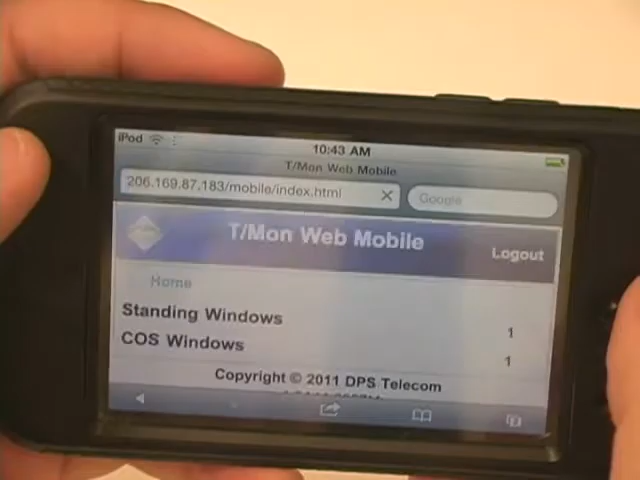 iPod 10:43 AM
T/Mon Web Mobile
206.169.87.183/mobile/index.html Google
T/Mon Web Mobile Logout
Home
Standing Windows 1
COS Windows 1
Copyright © 2011 DPS Telecom